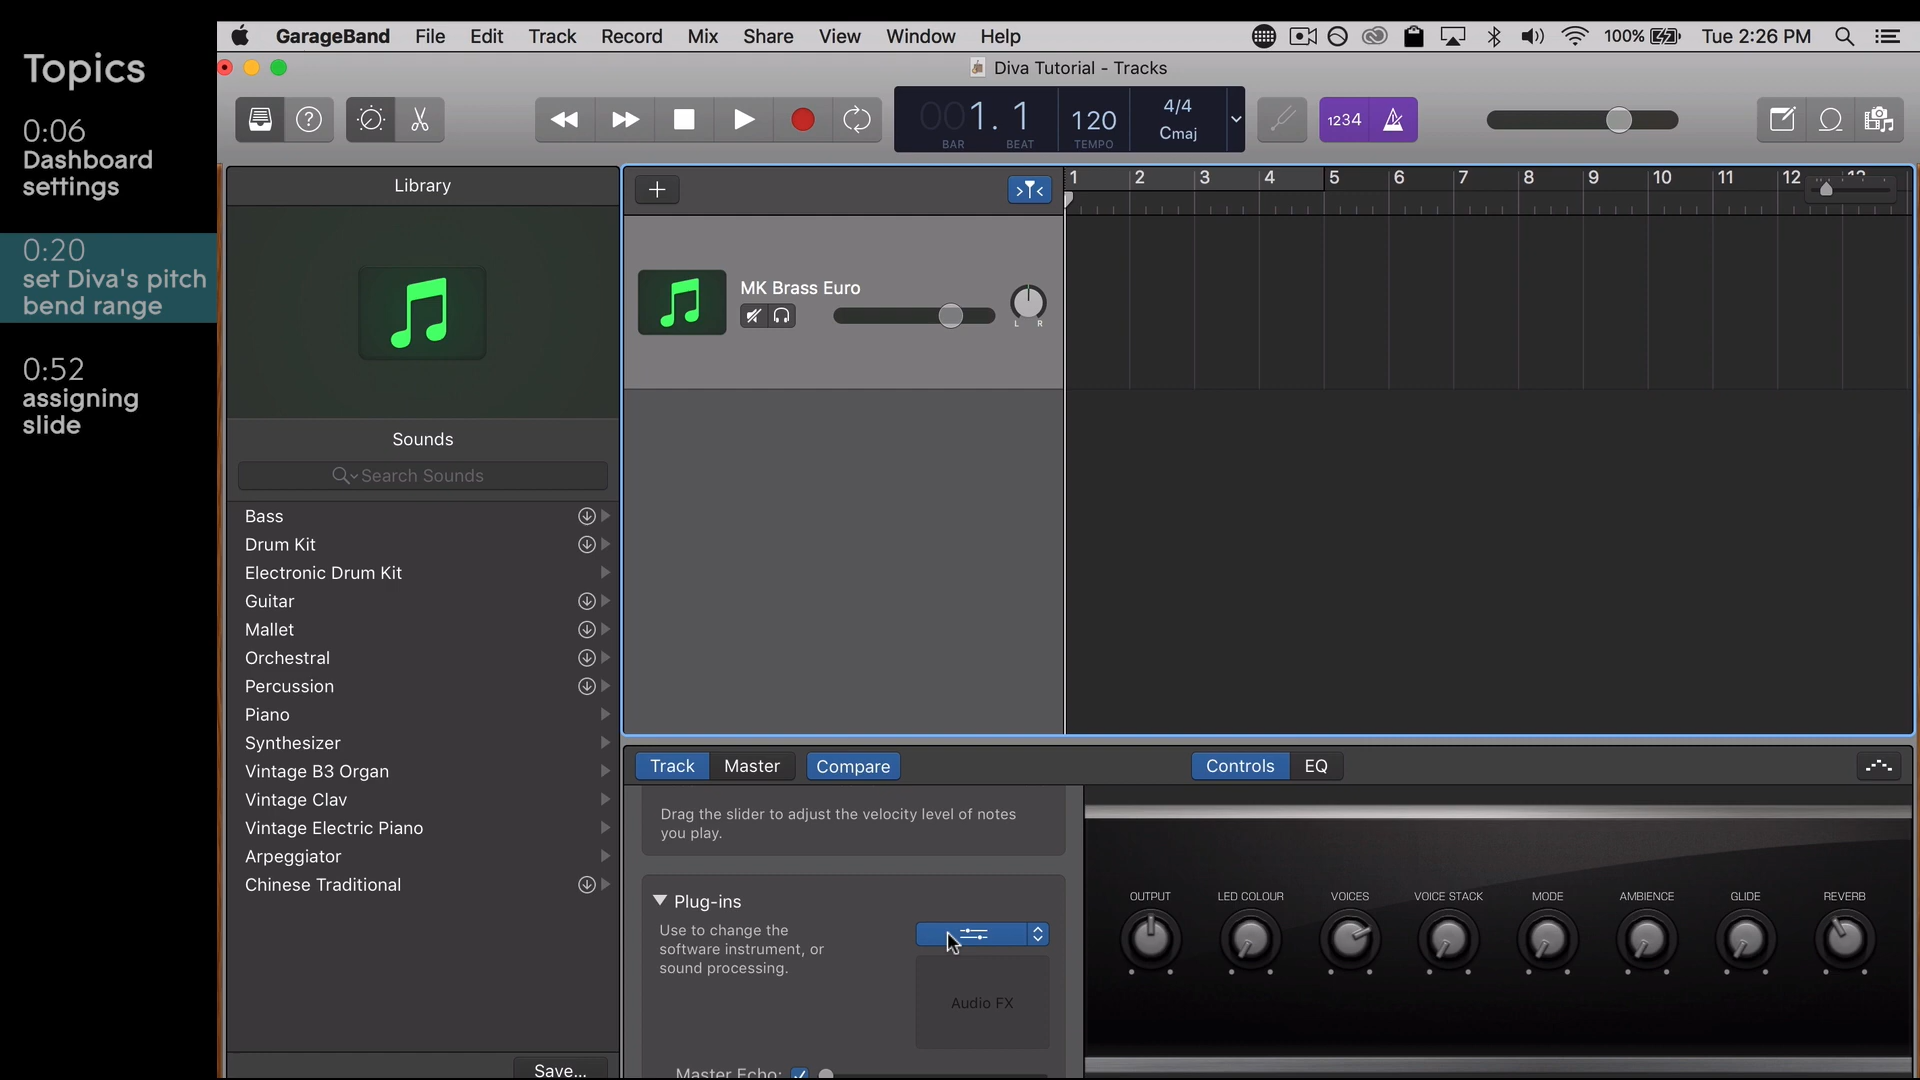 Topics
0:06
Dashboard
settings
0:20
set Diva's pitch
bend range
0:52
assigning
slide
GarageBand File Edit Track Record Mix Share View Window Help
100% Tue 2:26 PM
Diva Tutorial - Tracks
001. 1
BAR BEAT
120
TEMPO
4/4
Cmaj
1234
Library
1 2 3 4 5 6 7 8 9 10 11 12
MK Brass Euro
L R
Sounds
Search Sounds
Bass
Drum Kit
Electronic Drum Kit
Guitar
Mallet
Orchestral
Percussion
Piano
Synthesizer
Vintage B3 Organ
Vintage Clav
Vintage Electric Piano
Arpeggiator
Chinese Traditional
Save...
Track Master Compare
Controls EQ
Drag the slider to adjust the velocity level of notes
you play.
Plug-ins
Use to change the
software instrument, or
sound processing.
Audio FX
Master Echo:
OUTPUT LED COLOUR VOICES VOICE STACK MODE AMBIENCE GLIDE REVERB